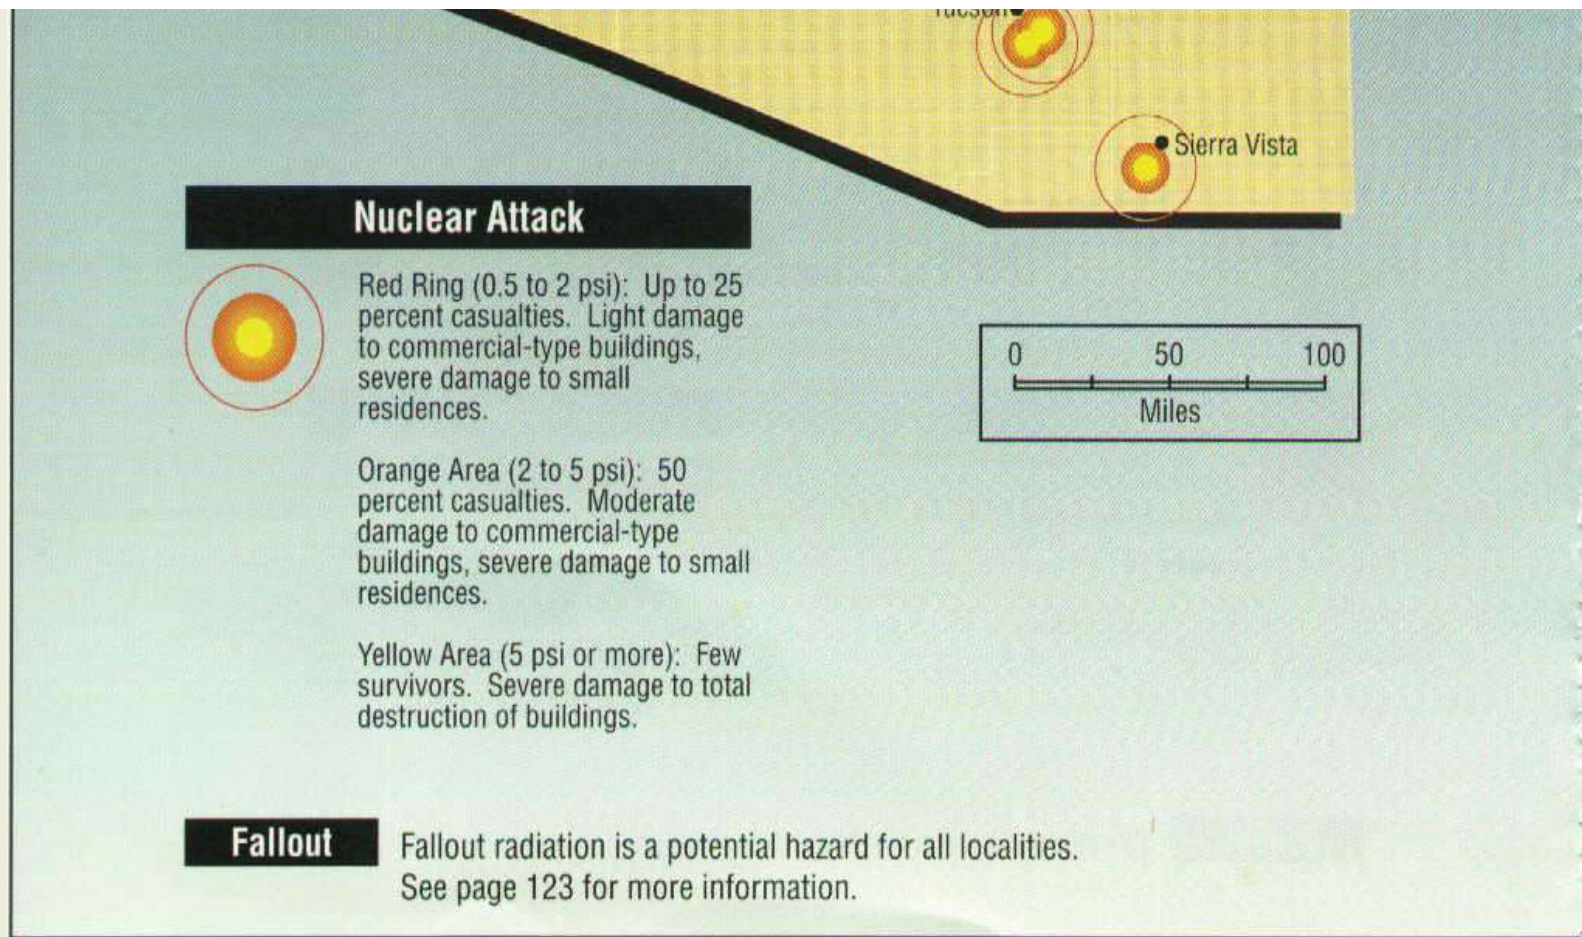 Tucson
Sierra Vista
Nuclear Attack
Red Ring (0.5 to 2 psi): Up to 25
percent casualties. Light damage
to commercial-type buildings,
severe damage to small
residences.
Orange Area (2 to 5 psi): 50
percent casualties. Moderate
damage to commercial-type
buildings, severe damage to small
residences.
Yellow Area (5 psi or more): Few
survivors. Severe damage to total
destruction of buildings.
0 50 100
Miles
Fallout
Fallout radiation is a potential hazard for all localities.
See page 123 for more information.